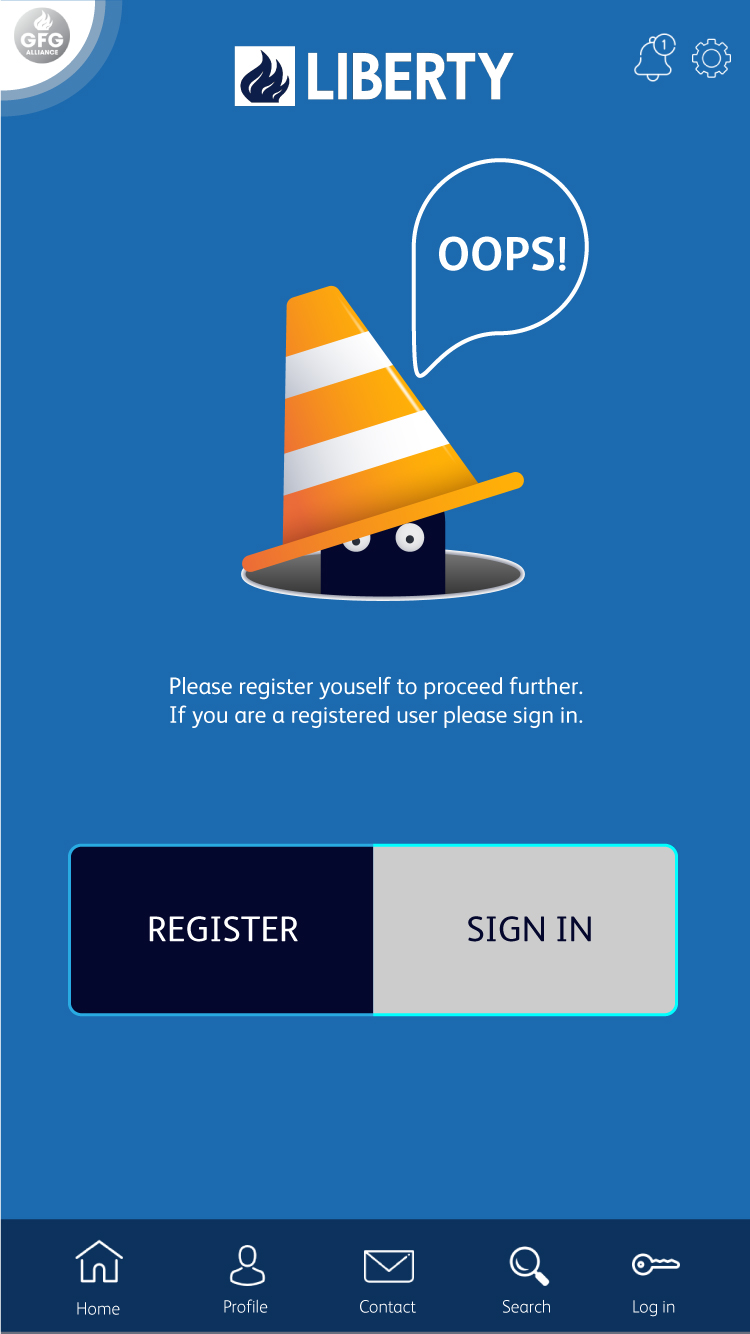 GFG
ALLIANCE
LIBERTY
1
OOPS!
Please register youself to proceed further.
If you are a registered user please sign in.
REGISTER
SIGN IN
Home
Profile
Contact
Search
Log in